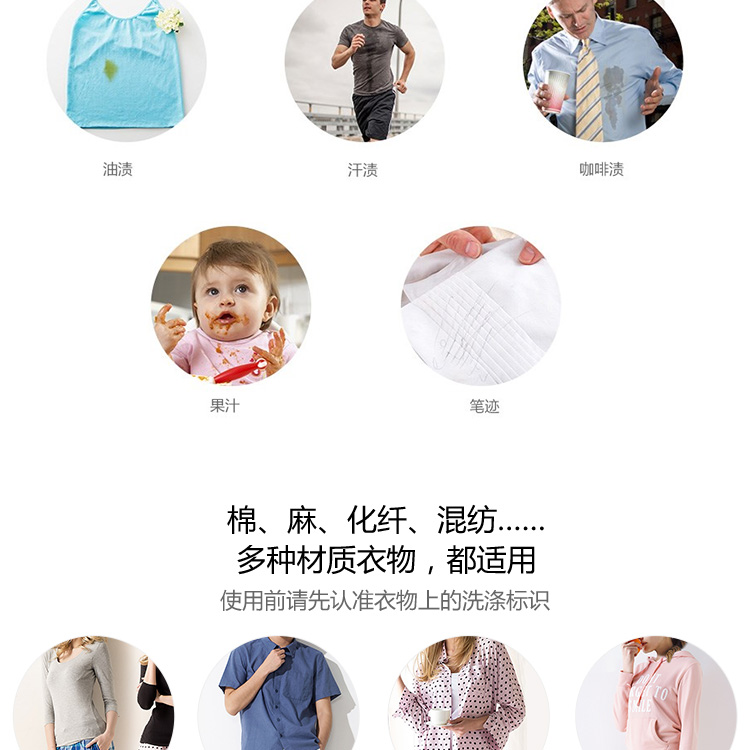 油渍
汗渍
咖啡渍
果汁
笔迹
棉、麻、化纤、混纺......
多种材质衣物，都适用
使用前请先认准衣物上的洗涤标识